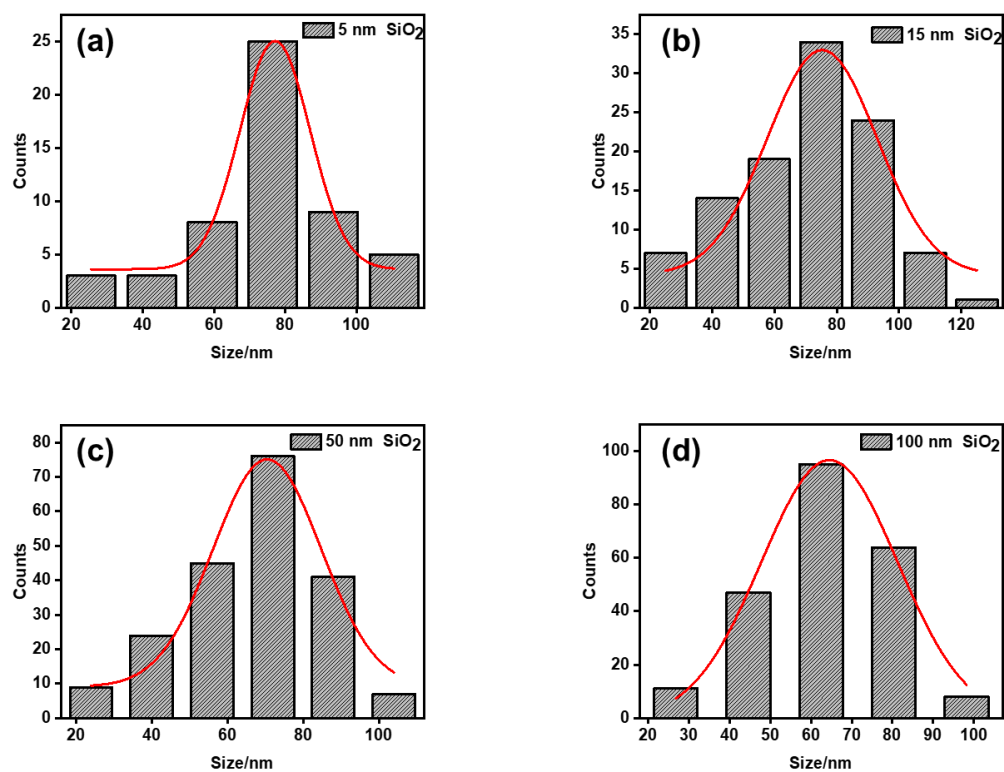 (a)
5 nm SiO2
25
20
15
10
5
0
Counts
20 40 60 80 100
Size/nm
(b)
15 nm SiO2
35
30
25
20
15
10
5
0
Counts
20 40 60 80 100 120
Size/nm
(c)
50 nm SiO2
80
70
60
50
40
30
20
10
0
Counts
20 40 60 80 100
Size/nm
(d)
100 nm SiO2
100
80
60
40
20
0
Counts
20 30 40 50 60 70 80 90 100
Size/nm